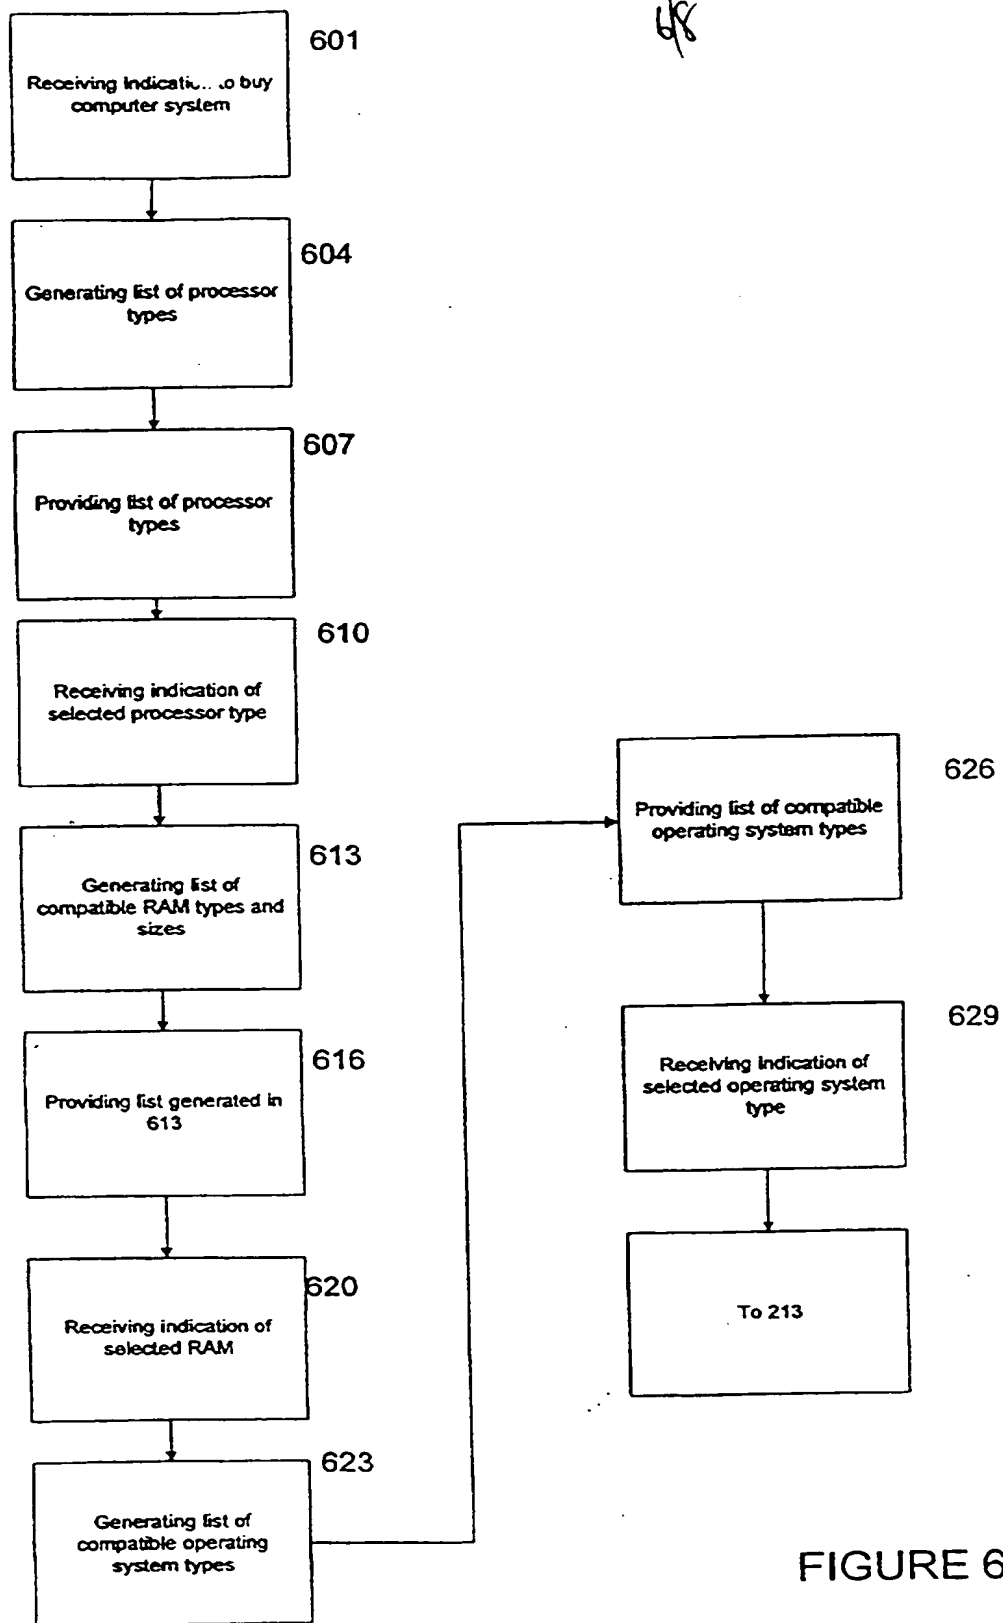 6/8
601
Receiving indicati... to buy
computer system
604
Generating list of processor
types
607
Providing list of processor
types
610
Receiving indication of
selected processor type
613
Generating list of
compatible RAM types and
sizes
616
Providing list generated in
613
620
Receiving indication of
selected RAM
623
Generating list of
compatible operating
system types
626
Providing list of compatible
operating system types
629
Receiving indication of
selected operating system
type
To 213
FIGURE 6